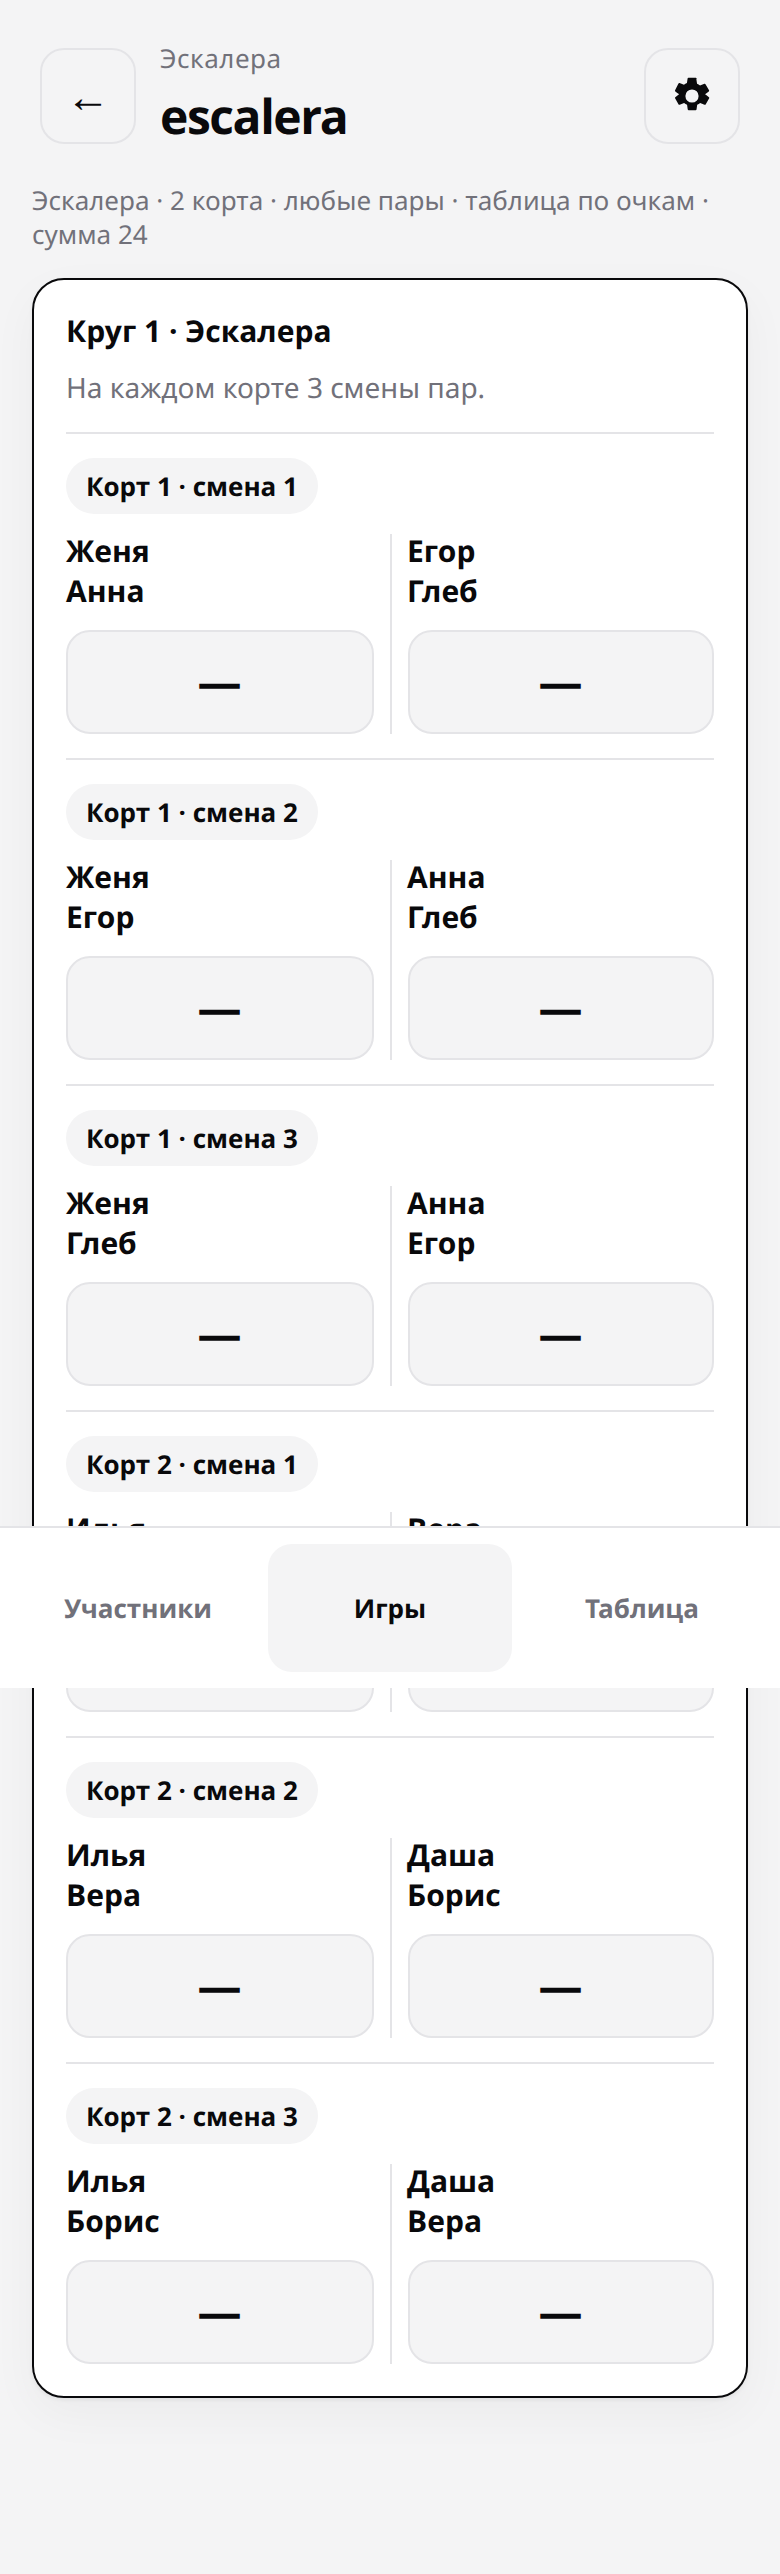 ←
Эскалера
escalera
Эскалера · 2 корта · любые пары · таблица по очкам ·
сумма 24
Круг 1 · Эскалера
На каждом корте 3 смены пар.
Корт 1 · смена 1
Женя
Анна
Егор
Глеб
—
—
Корт 1 · смена 2
Женя
Егор
Анна
Глеб
—
—
Корт 1 · смена 3
Женя
Глеб
Анна
Егор
—
—
Корт 2 · смена 1
Илья
Вера
Участники
Игры
Таблица
Корт 2 · смена 2
Илья
Вера
Даша
Борис
—
—
Корт 2 · смена 3
Илья
Борис
Даша
Вера
—
—